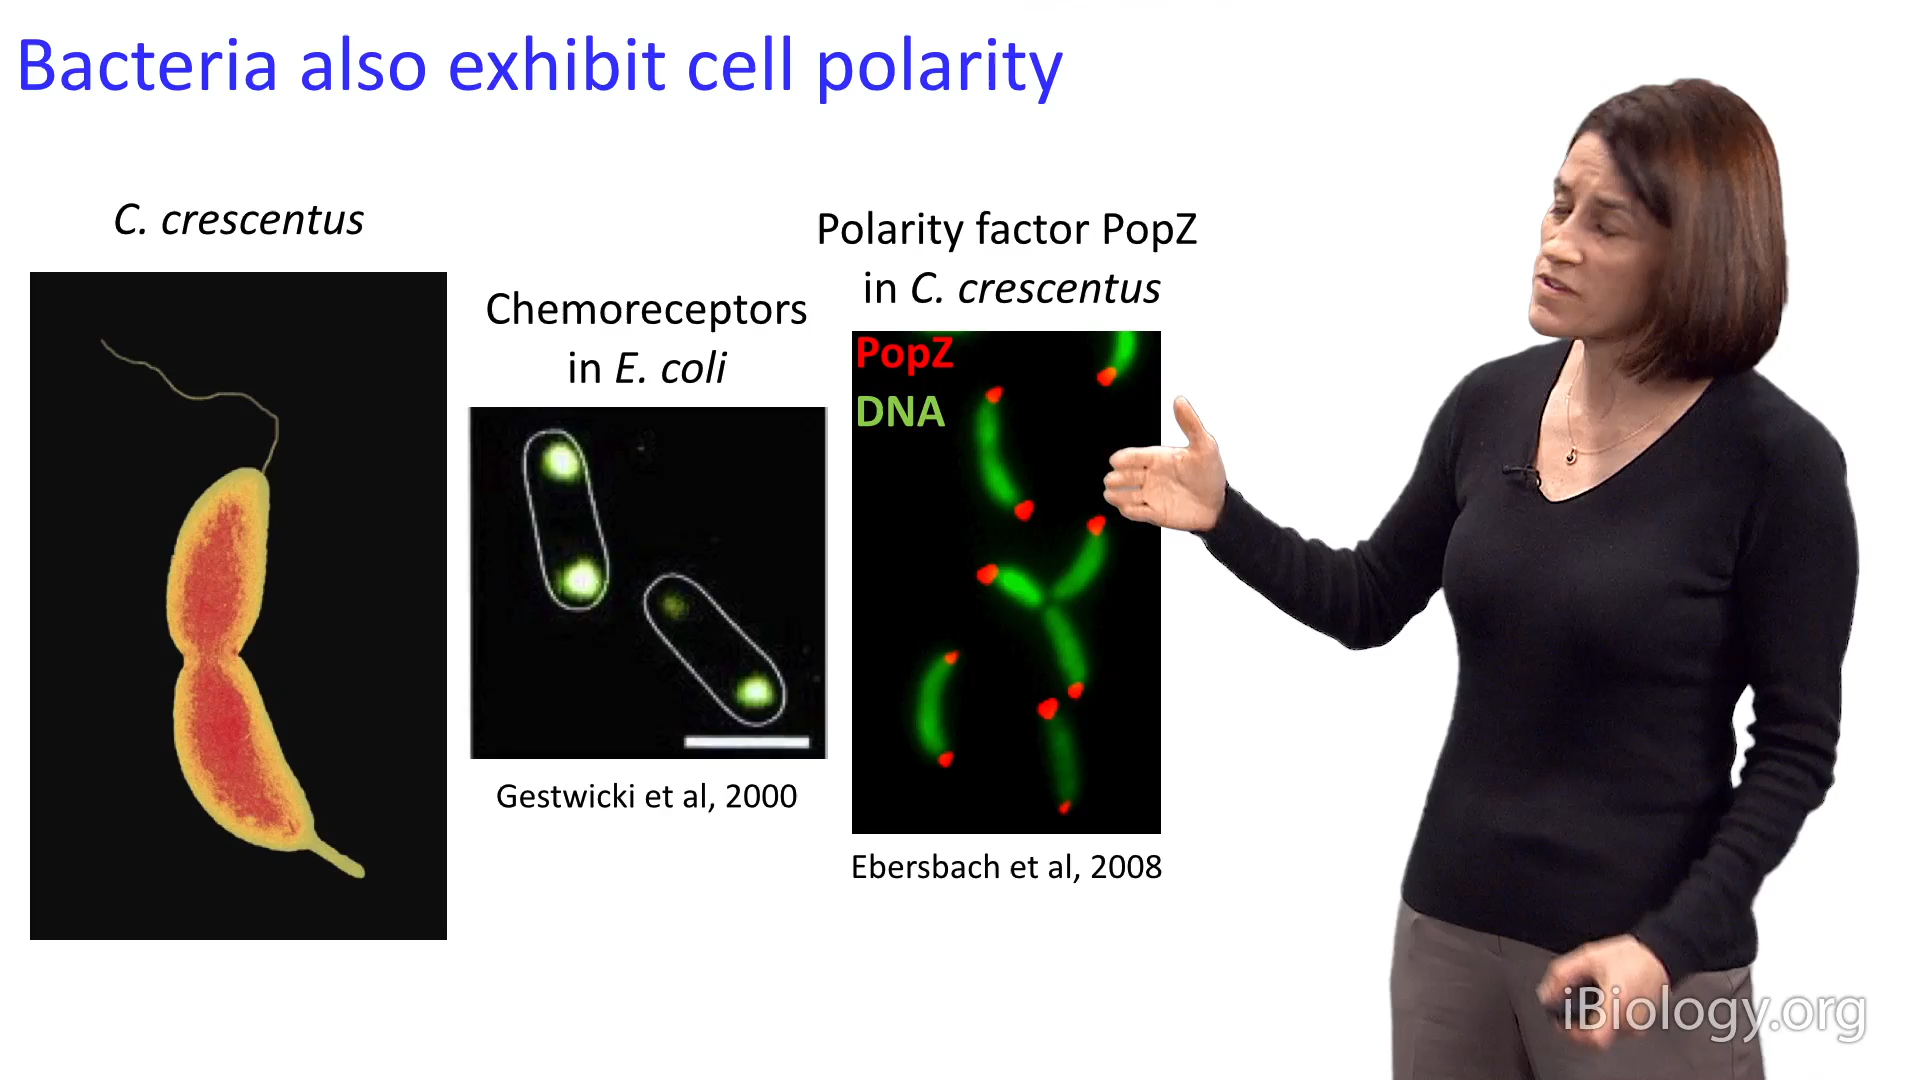 Bacteria also exhibit cell polarity
C. crescentus
Chemoreceptors
in E. coli
Gestwicki et al, 2000
Polarity factor PopZ
in C. crescentus
PopZ
DNA
Ebersbach et al, 2008
iBiology.org